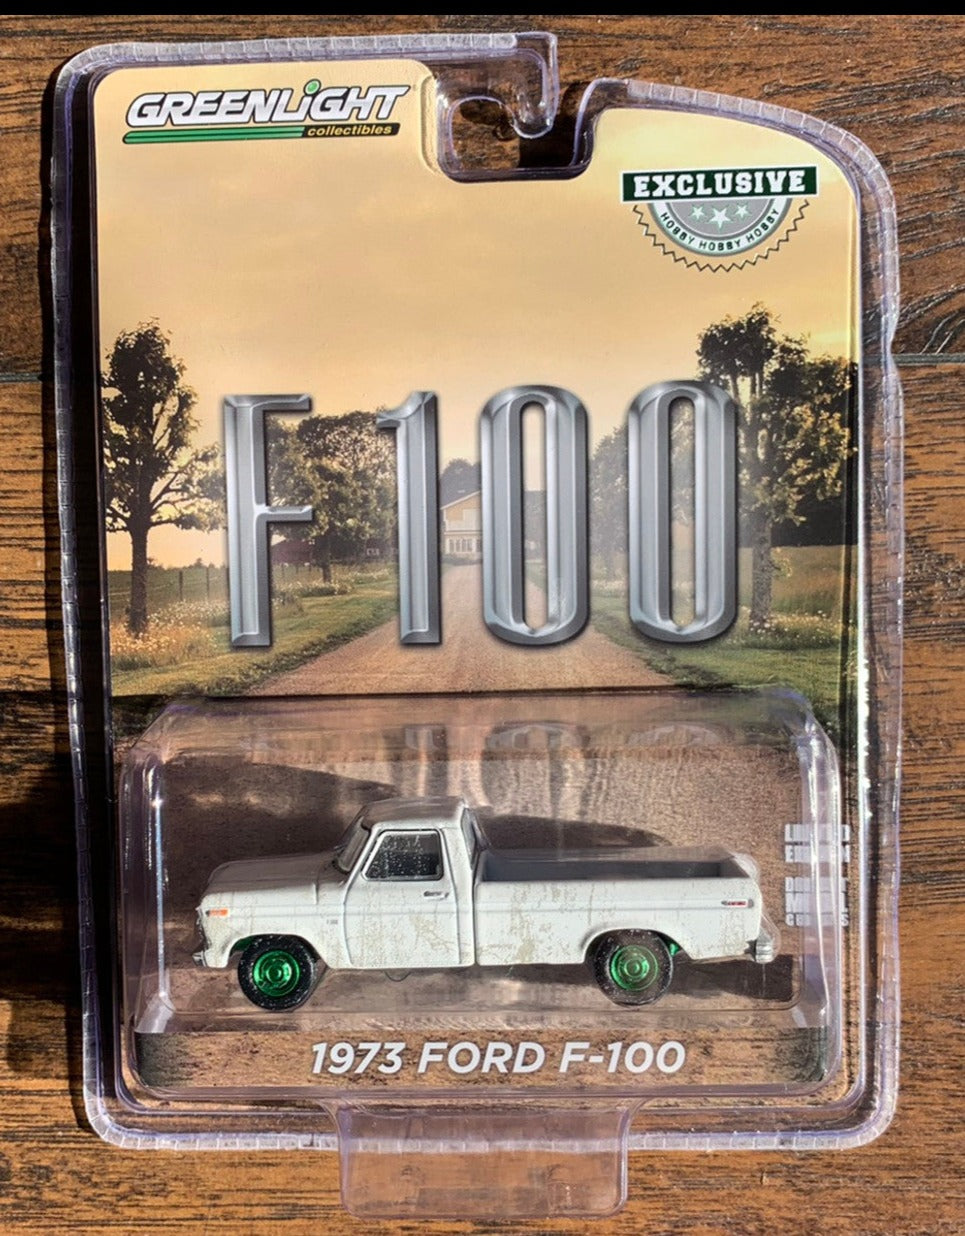 GREENLiGHT
collectibles
EXCLUSIVE
HOBBY HOBBY HOBBY
F100
1973 FORD F-100